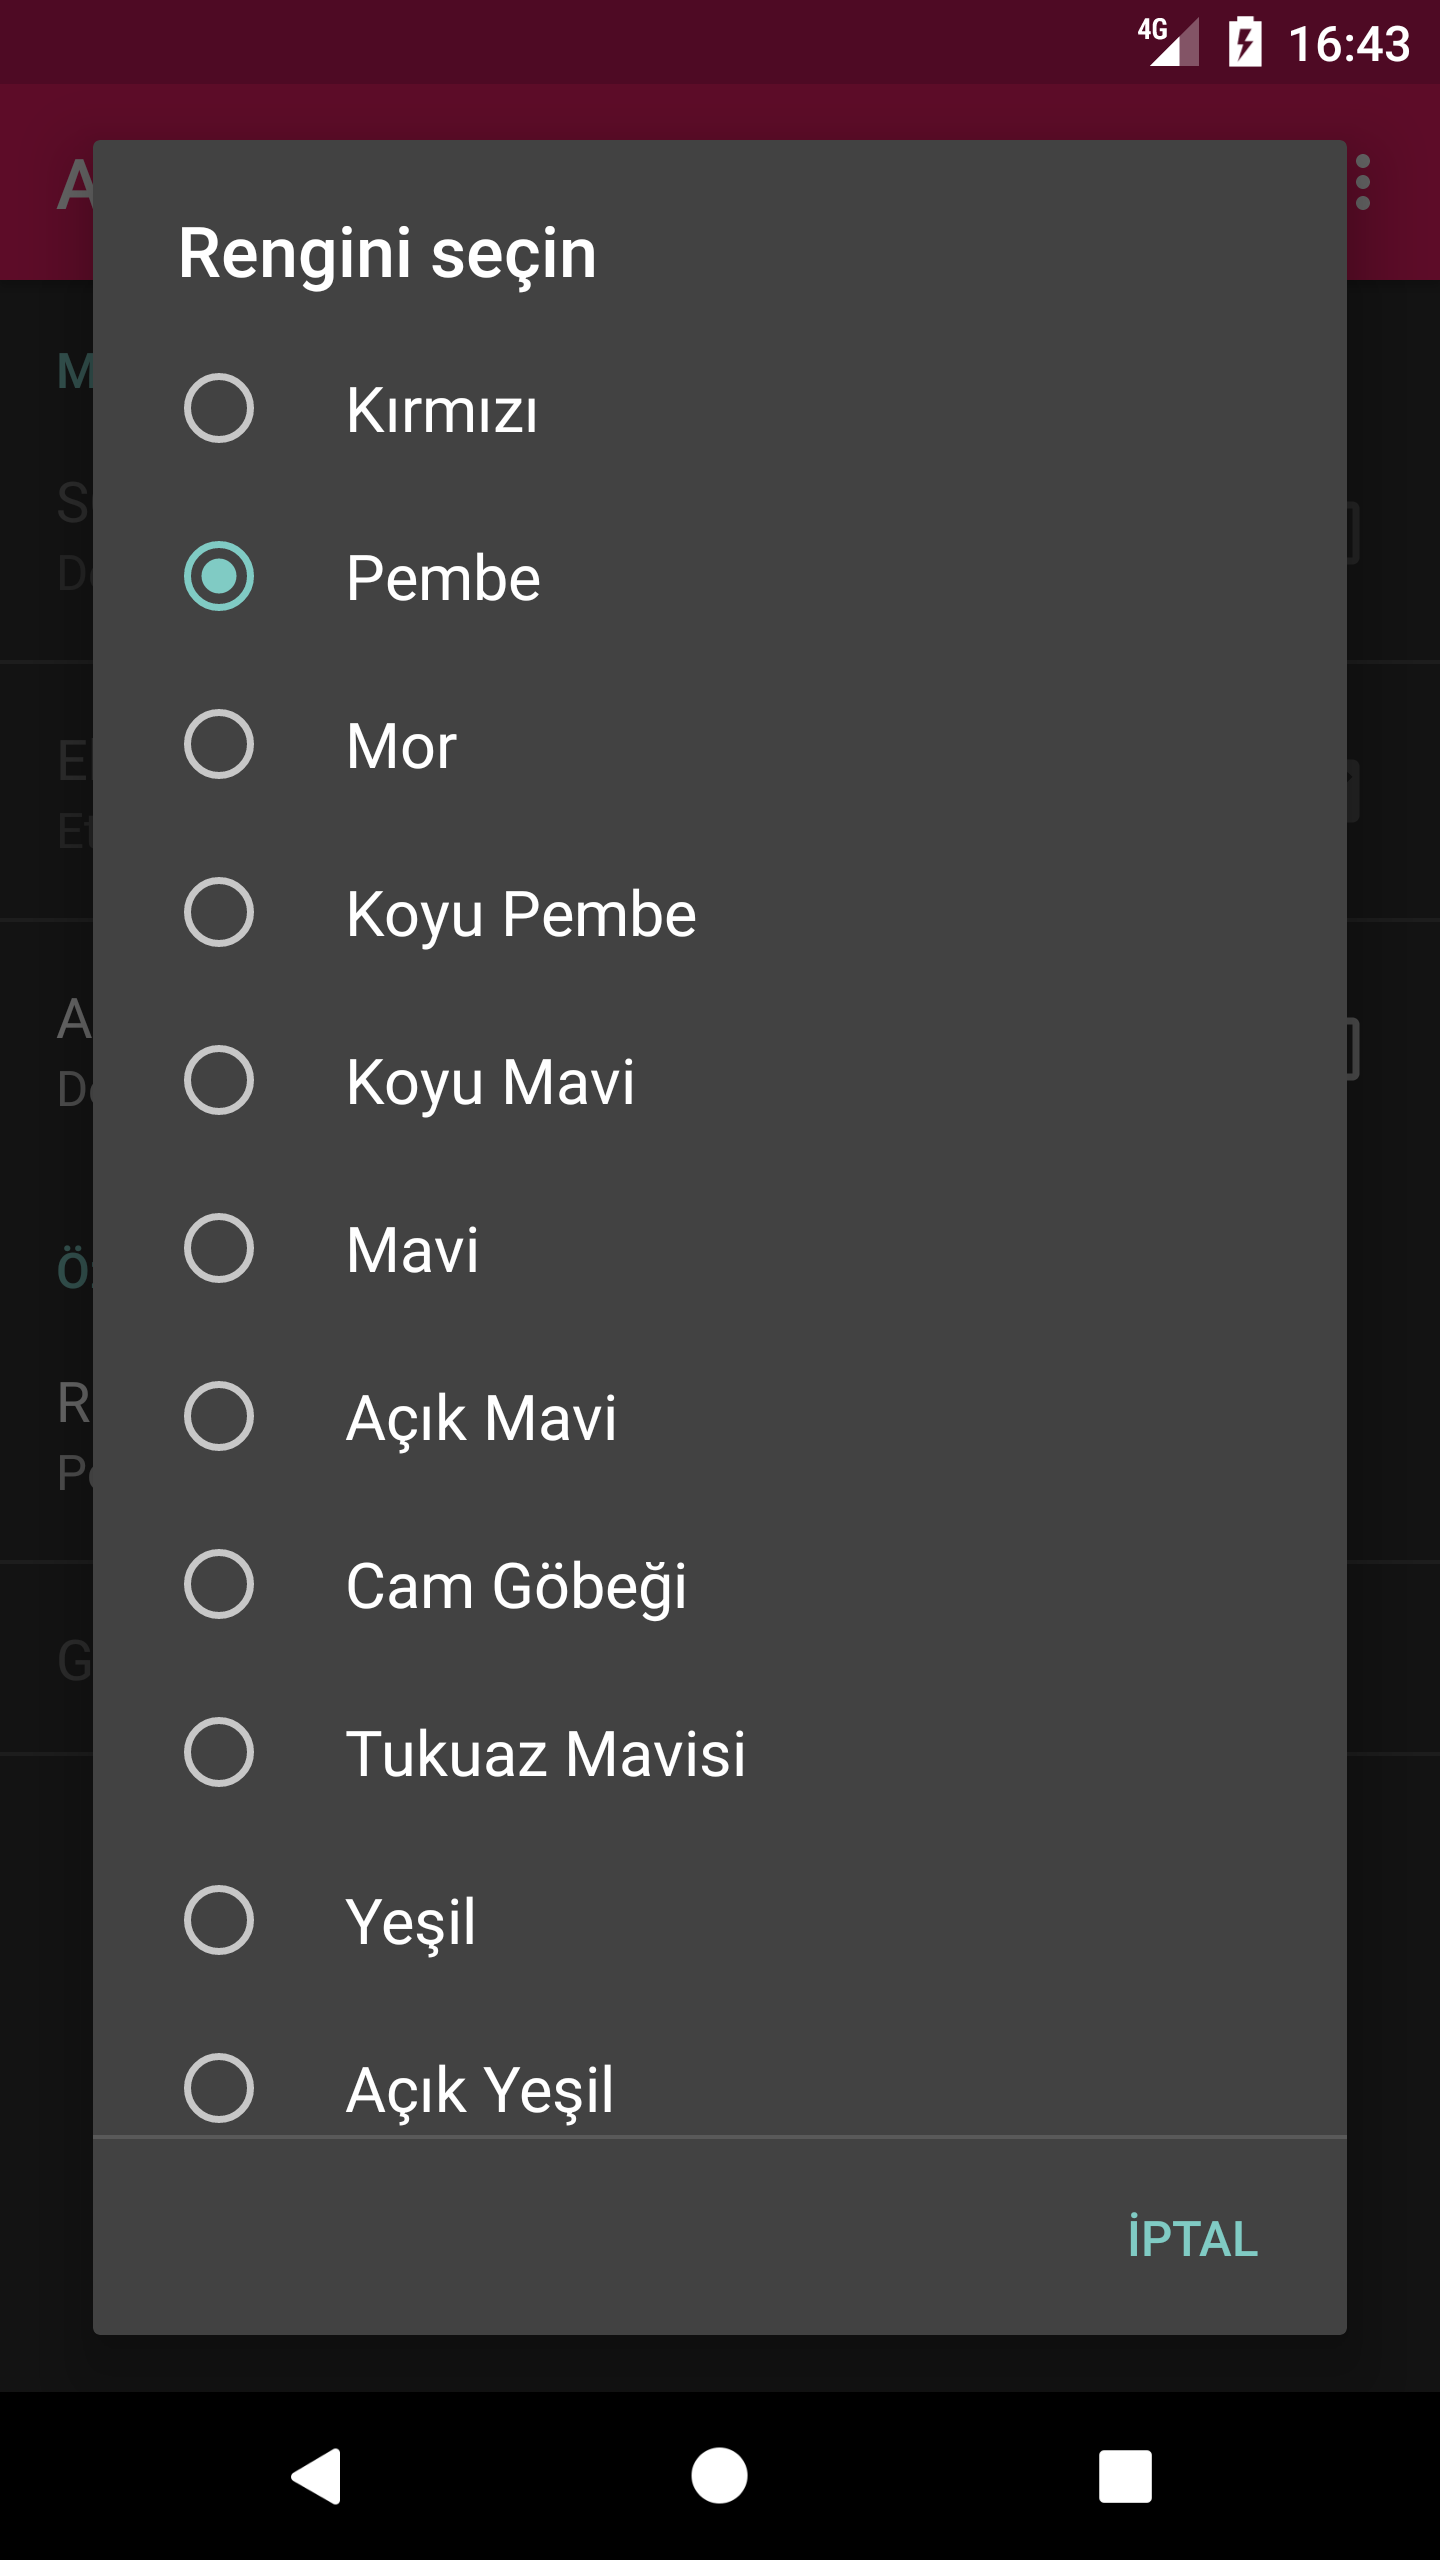 4G 16:43
Rengini seçin
Kırmızı
Pembe
Mor
Koyu Pembe
Koyu Mavi
Mavi
Açık Mavi
Cam Göbeği
Tukuaz Mavisi
Yeşil
Açık Yeşil
İPTAL